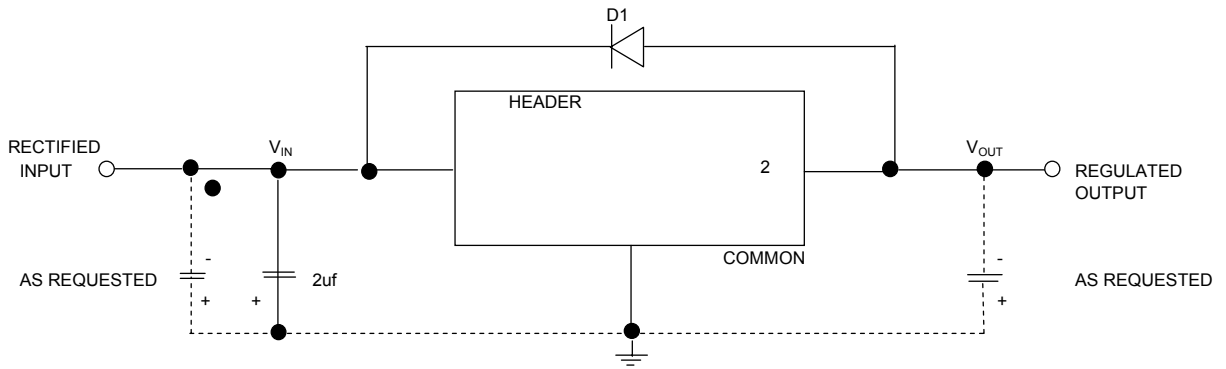 D1
HEADER
RECTIFIED
INPUT
VIN
2
VOUT
REGULATED
OUTPUT
COMMON
AS REQUESTED
-
+
+
2uf
-
+
AS REQUESTED